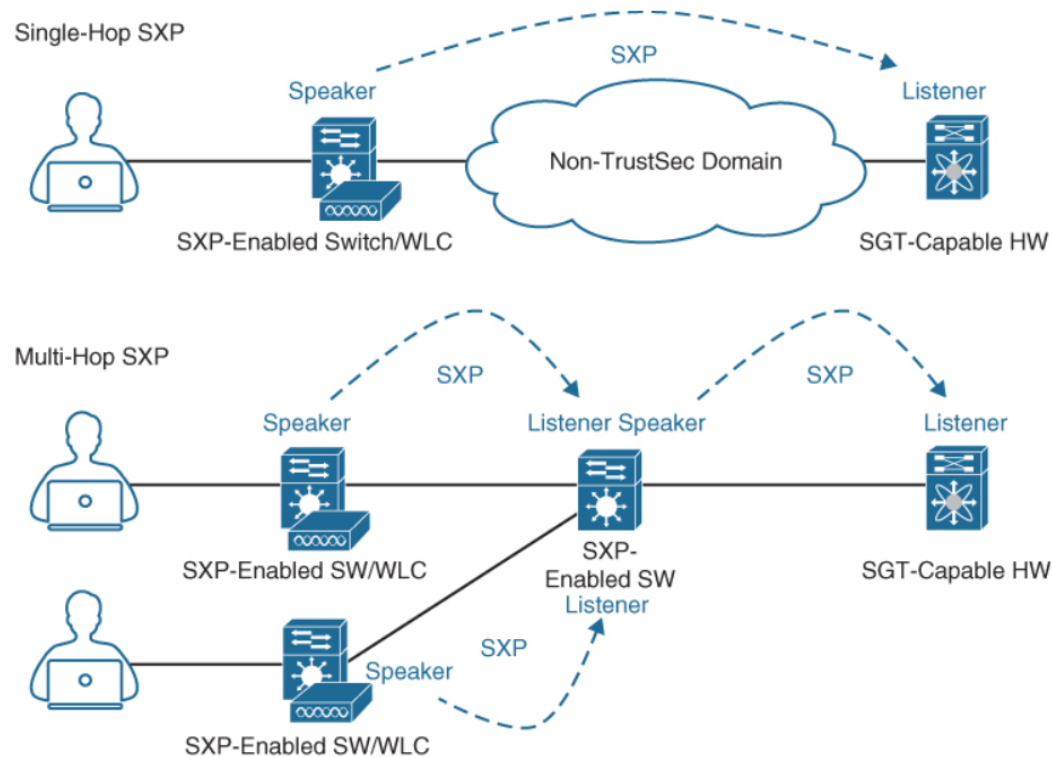 Single-Hop SXP
SXP
Speaker
Listener
Non-TrustSec Domain
SXP-Enabled Switch/WLC
SGT-Capable HW
Multi-Hop SXP
SXP
SXP
Speaker
Listener Speaker
Listener
SXP-Enabled SW/WLC
SXP-
Enabled SW
SGT-Capable HW
Listener
SXP
Speaker
SXP-Enabled SW/WLC